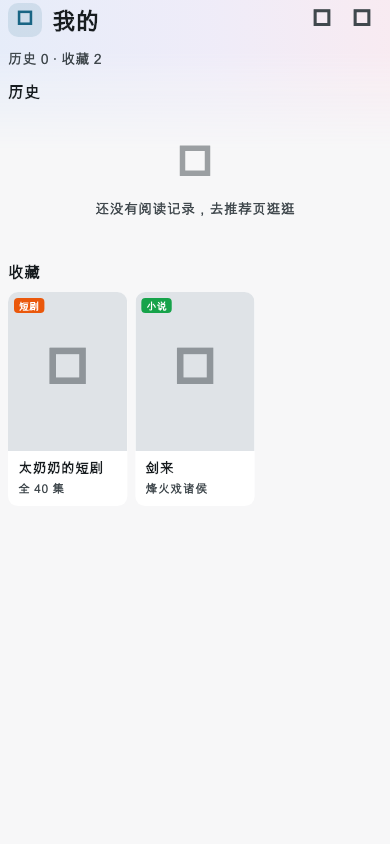 我的
历史 0 · 收藏 2
历史
还没有阅读记录，去推荐页逛逛
收藏
短剧
小说
太奶奶的短剧
剑来
全 40 集
烽火戏诸侯